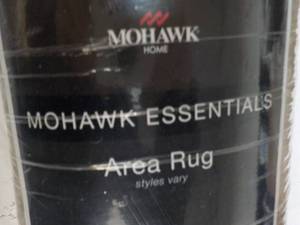 MOHAWK
HOME
MOHAWK ESSENTIALS
Area Rug
styles vary